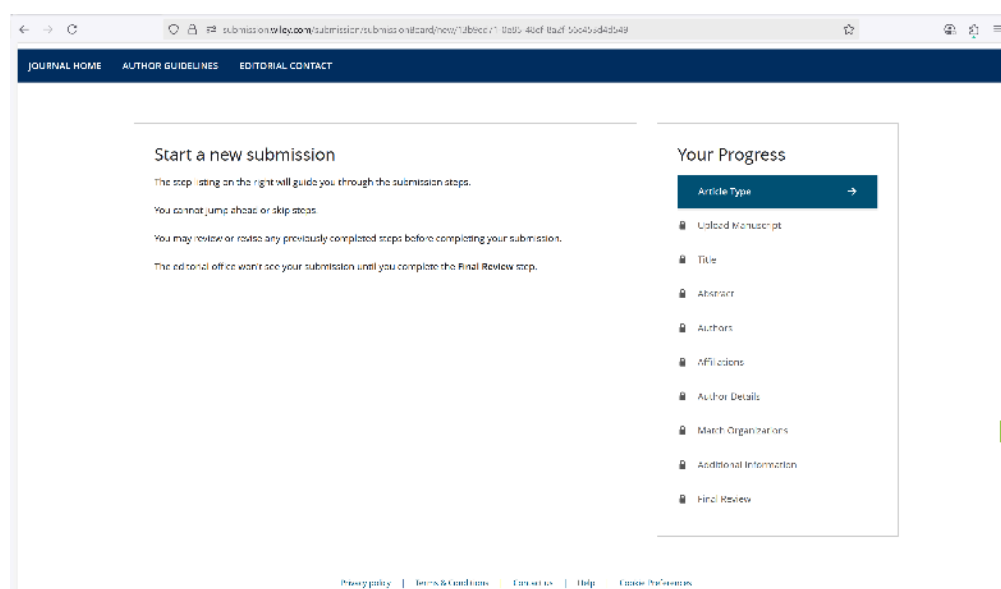 submission.wiley.com/submission/submissionBoard/new/
JOURNAL HOME AUTHOR GUIDELINES EDITORIAL CONTACT
Start a new submission
The step listing on the right will guide you through the submission steps.
You cannot jump ahead or skip steps.
You may review or revise any previously completed steps before completing your submission.
The editorial office won't see your submission until you complete the Final Review step.
Your Progress
Article Type
Upload Manuscript
Title
Abstract
Authors
Affiliations
Author Details
Match Organizations
Additional Information
Final Review
Privacy policy | Terms & Conditions | Contact us | Help | Cookie Preferences